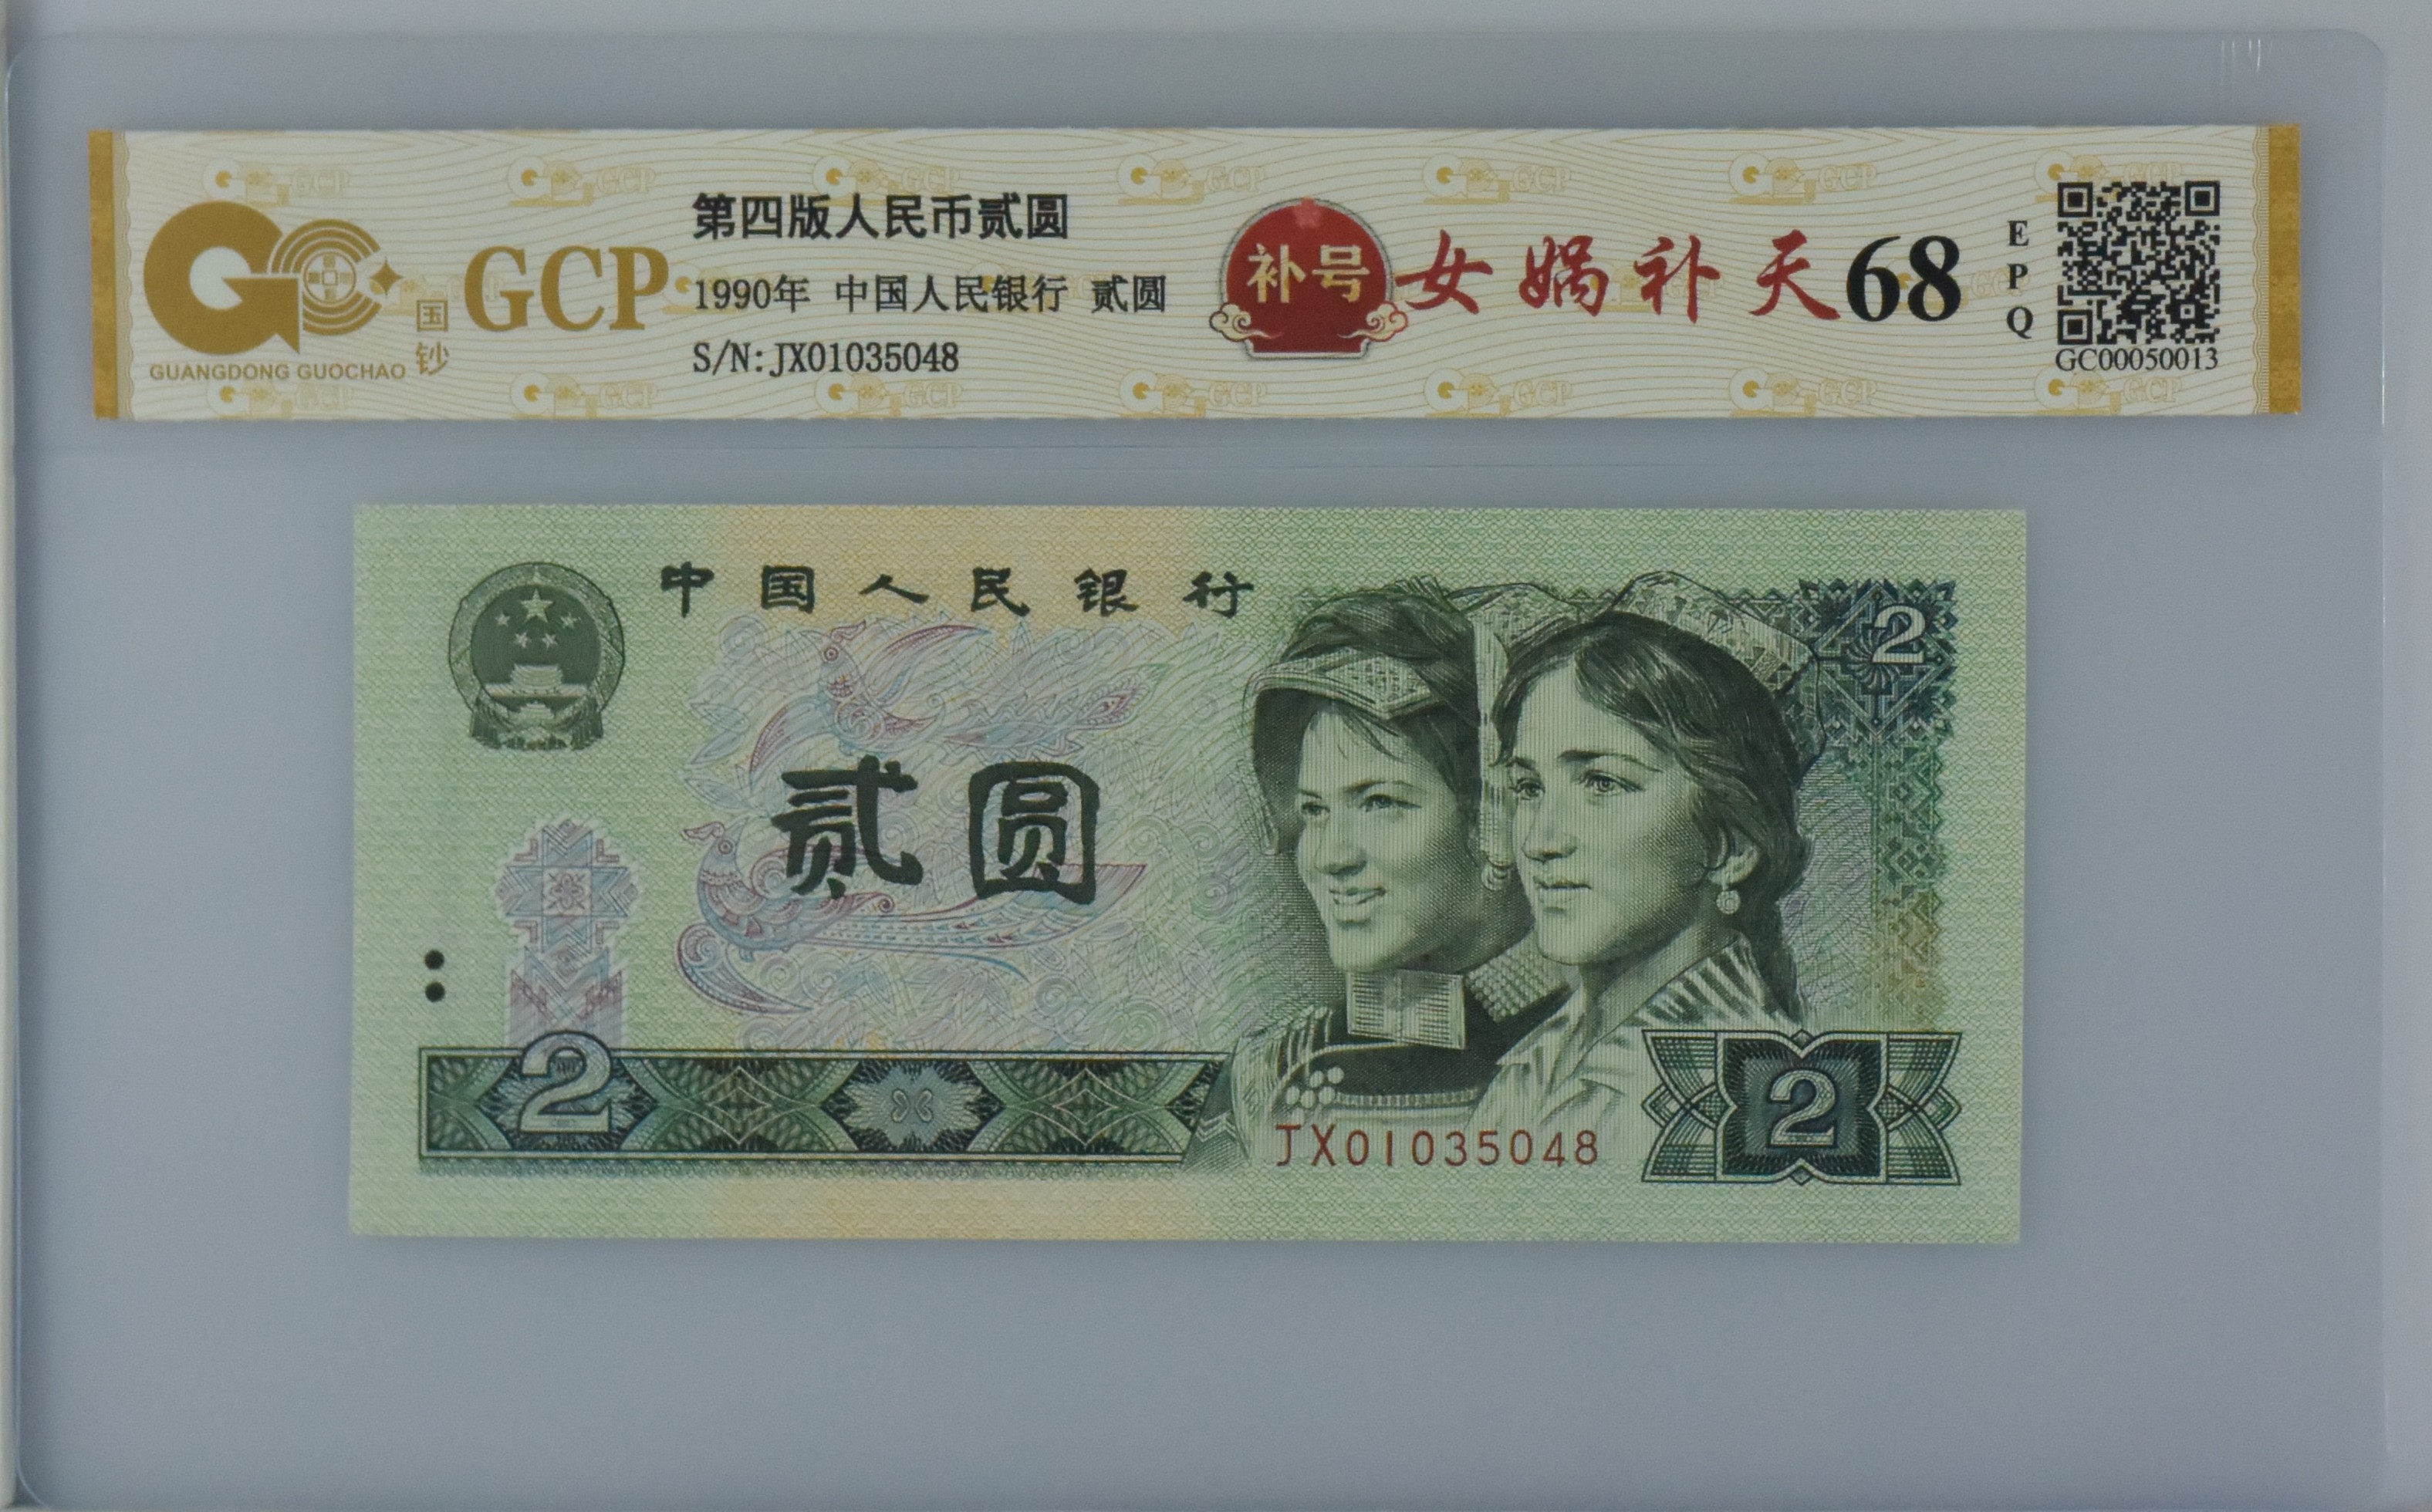 GUANGDONG GUOCHAO
国钞
GCP
第四版人民币贰圆
1990年 中国人民银行 贰圆
S/N:JX01035048
补号
女娲补天
68
EPQ
GC00050013
中国人民银行
贰圆
2
2
JX01035048
2